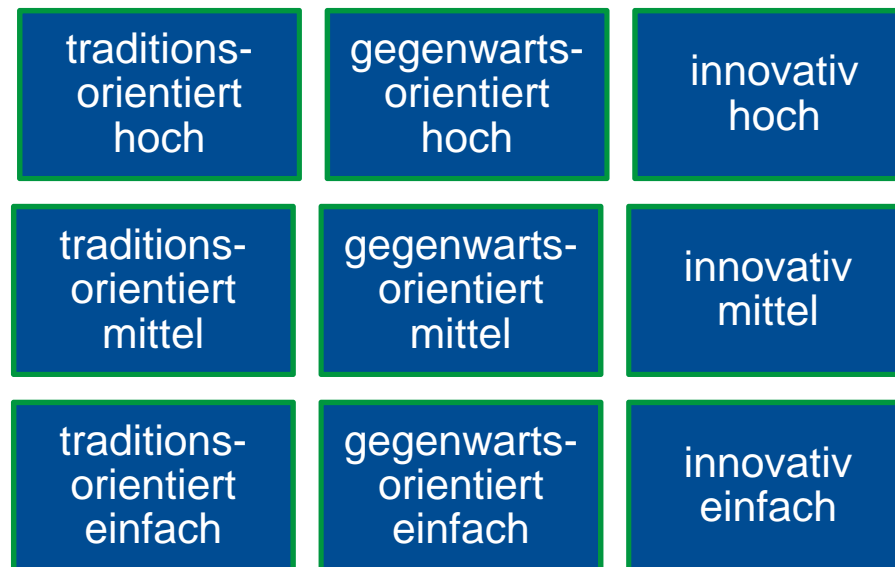 traditions-
orientiert
hoch
gegenwarts-
orientiert
hoch
innovativ
hoch
traditions-
orientiert
mittel
gegenwarts-
orientiert
mittel
innovativ
mittel
traditions-
orientiert
einfach
gegenwarts-
orientiert
einfach
innovativ
einfach